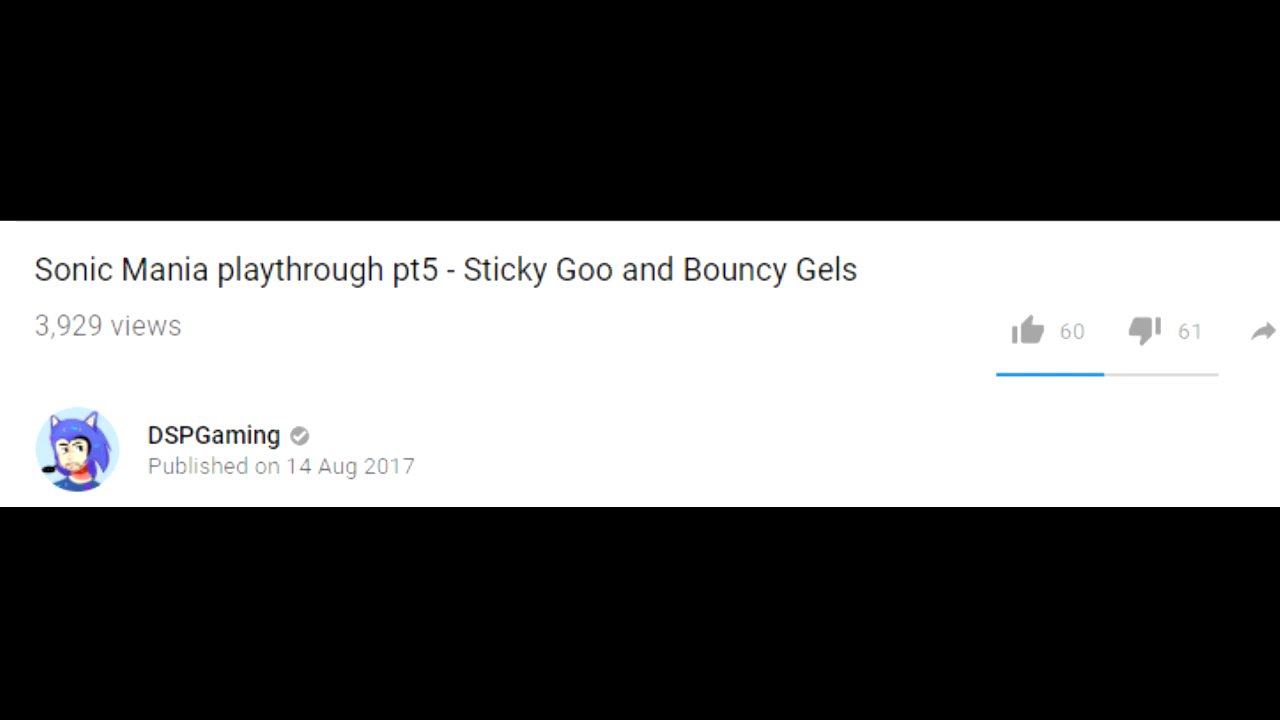 Sonic Mania playthrough pt5 - Sticky Goo and Bouncy Gels
3,929 views
60 61
DSPGaming
Published on 14 Aug 2017